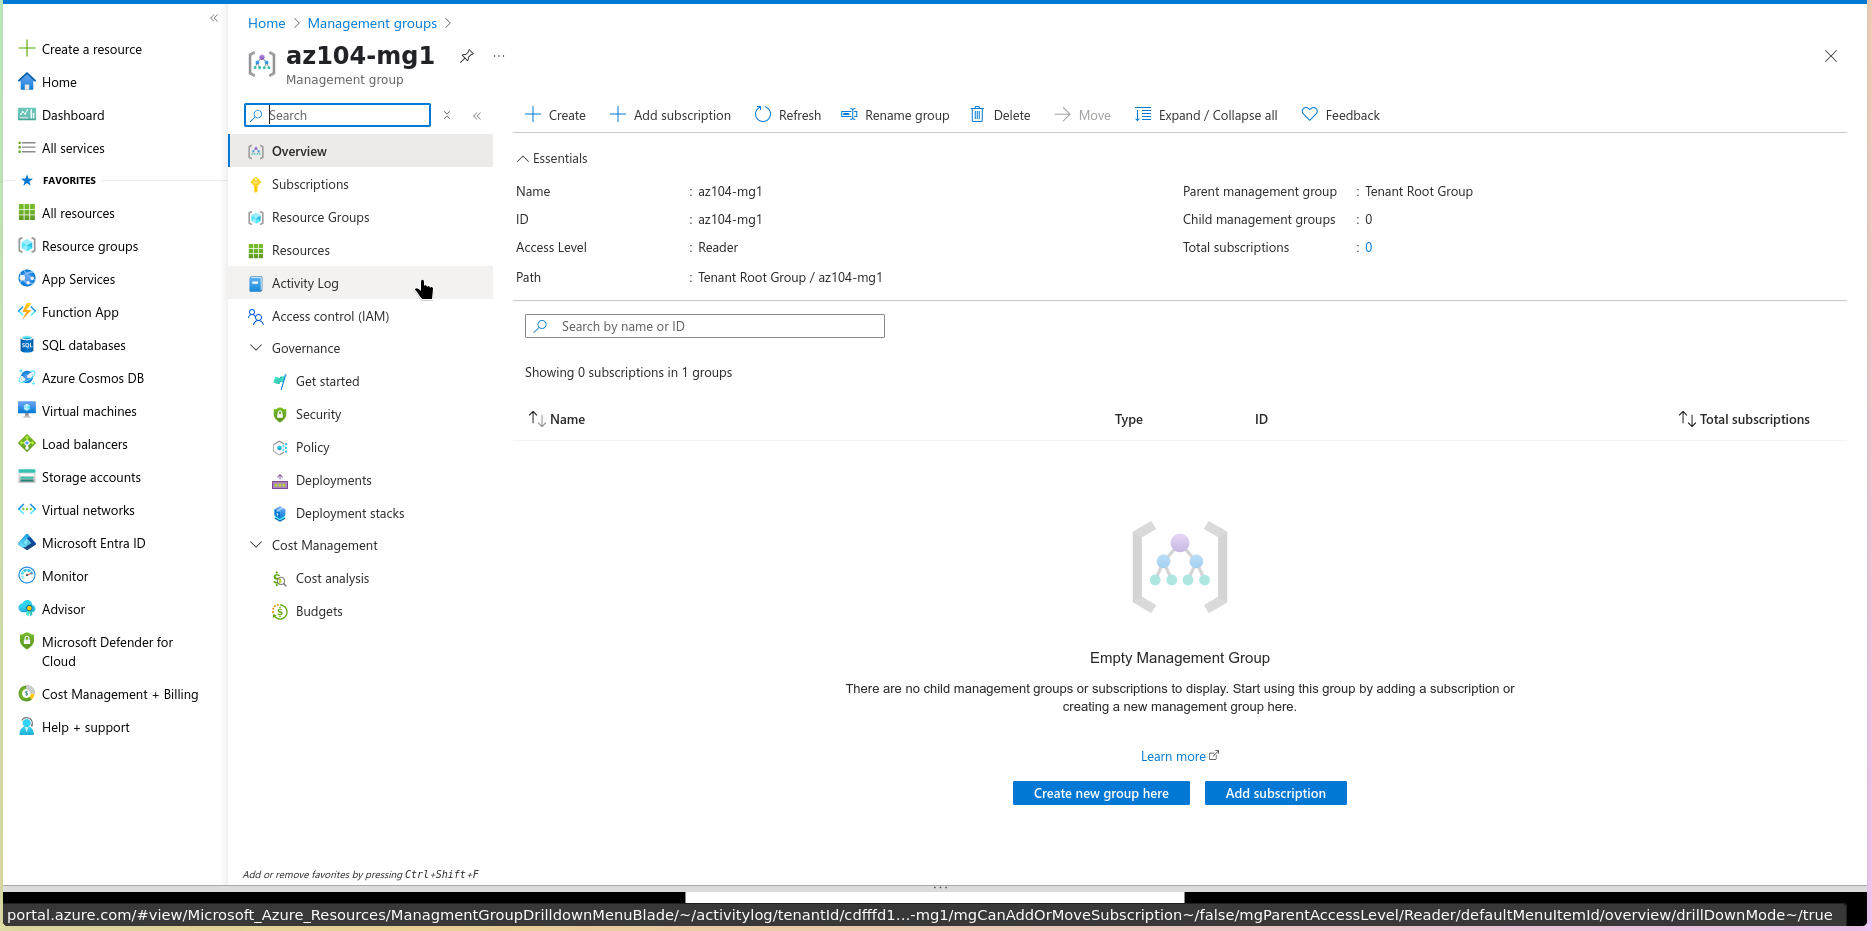 «
Create a resource
Home
Dashboard
All services
FAVORITES
All resources
Resource groups
App Services
Function App
SQL databases
Azure Cosmos DB
Virtual machines
Load balancers
Storage accounts
Virtual networks
Microsoft Entra ID
Monitor
Advisor
Microsoft Defender for
Cloud
Cost Management + Billing
Help + support
Home > Management groups >
az104-mg1
...
Management group
Search
«
Overview
Subscriptions
Resource Groups
Resources
Activity Log
Access control (IAM)
Governance
Get started
Security
Policy
Deployments
Deployment stacks
Cost Management
Cost analysis
Budgets
Add or remove favorites by pressing Ctrl+Shift+F
Create Add subscription Refresh Rename group Delete Move Expand / Collapse all Feedback
Essentials
Name : az104-mg1
ID : az104-mg1
Access Level : Reader
Path : Tenant Root Group / az104-mg1
Parent management group : Tenant Root Group
Child management groups : 0
Total subscriptions : 0
Search by name or ID
Showing 0 subscriptions in 1 groups
Name Type ID Total subscriptions
Empty Management Group
There are no child management groups or subscriptions to display. Start using this group by adding a subscription or
creating a new management group here.
Learn more
Create new group here Add subscription
portal.azure.com/#view/Microsoft_Azure_Resources/ManagmentGroupDrilldownMenuBlade/~/activitylog/tenantId/cdfffd1...-mg1/mgCanAddOrMoveSubscription~/false/mgParentAccessLevel/Reader/defaultMenuItemId/overview/drillDownMode~/true